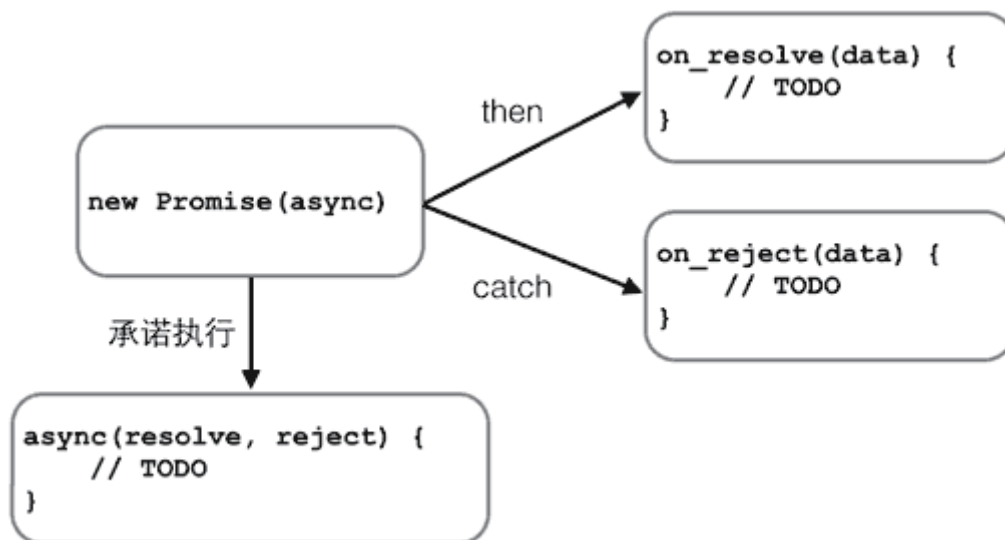 on_resolve(data) {
    // TODO
}
then
new Promise(async)
on_reject(data) {
    // TODO
}
catch
承诺执行
async(resolve, reject) {
    // TODO
}